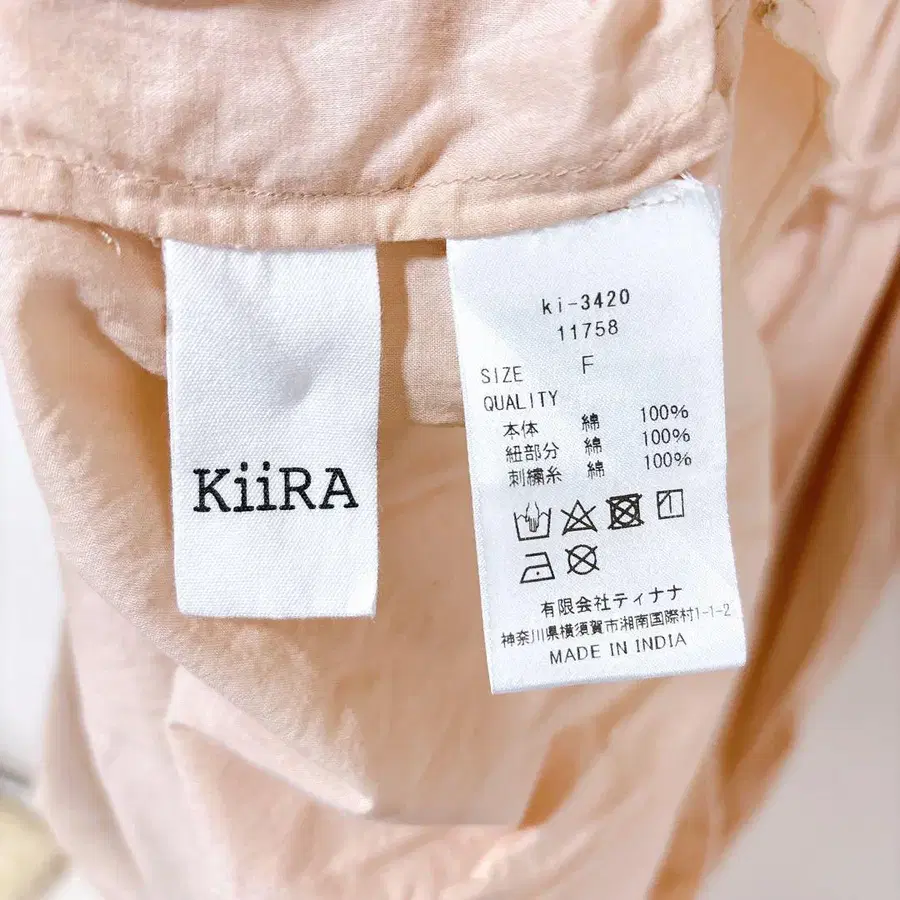 KiiRA
ki-3420
11758
SIZE F
QUALITY
本体 綿 100%
紐部分 綿 100%
刺繍糸 綿 100%
有限会社ティナナ
神奈川県横須賀市湘南国際村1-1-2
MADE IN INDIA